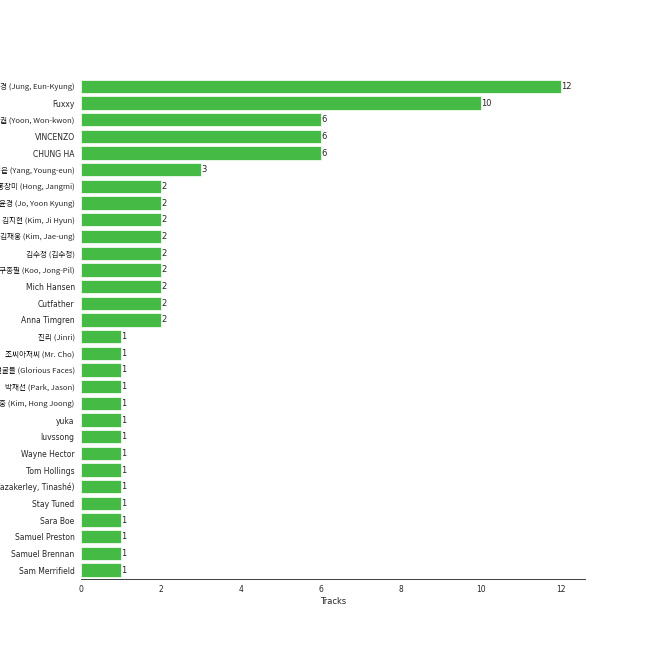 경 (Jung, Eun-Kyung) 12
Fuxxy 10
권 (Yoon, Won-kwon) 6
VINCENZO 6
CHUNG HA 6
은 (Yang, Young-eun) 3
홍장미 (Hong, Jangmi) 2
윤경 (Jo, Yoon Kyung) 2
김지현 (Kim, Ji Hyun) 2
김재웅 (Kim, Jae-ung) 2
김수정 (김수정) 2
구종필 (Koo, Jong-Pil) 2
Mich Hansen 2
Cutfather 2
Anna Timgren 2
진리 (Jinri) 1
조씨아저씨 (Mr. Cho) 1
굴들 (Glorious Faces) 1
박재선 (Park, Jason) 1
중 (Kim, Hong Joong) 1
yuka 1
luvssong 1
Wayne Hector 1
Tom Hollings 1
azakerley, Tinashé) 1
Stay Tuned 1
Sara Boe 1
Samuel Preston 1
Samuel Brennan 1
Sam Merrifield 1
0 2 4 6 8 10 12
Tracks